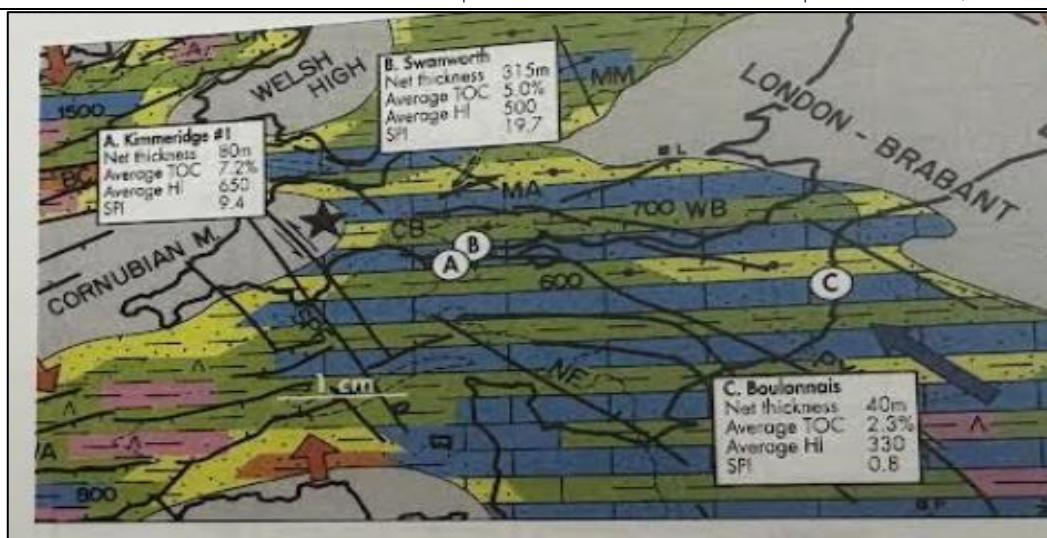 CR
WELSH
HIGH
1500
B. Swanworth
Net thickness 315m
Average TOC 5.0%
Average HI 500
SPI 19.7
MM
LONDON - BRABANT
A. Kimmeridge #1
Net thickness 80m
Average TOC 7.2%
Average HI 650
SPI 9.4
BC
L
MA
700 WB
CB
B
A
600
C
CORNUBIAN M.
NF
1 cm
C. Boulonnais
Net thickness 40m
Average TOC 2.3%
Average HI 330
SPI 0.8
800